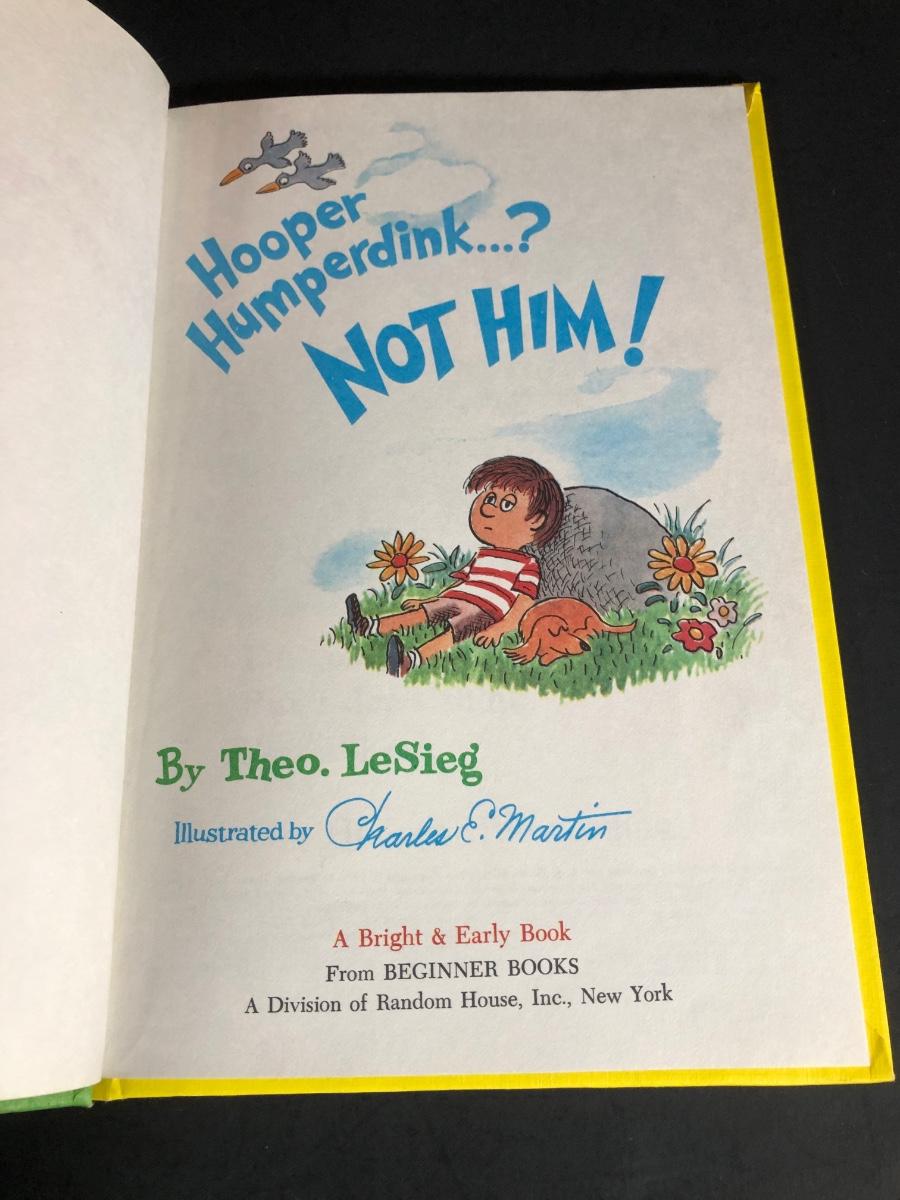 Hooper
Humperdink...?
NOT HIM!
By Theo. LeSieg
Illustrated by Charles E. Martin
A Bright & Early Book
From BEGINNER BOOKS
A Division of Random House, Inc., New York